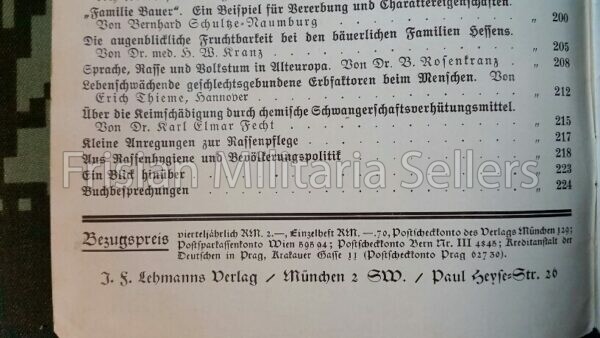 „Familie Bauer“. Ein Beispiel für Vererbung und Charaktereigenschaften.
Von Bernhard Schultze-Naumburg . . . . . . „ 200
Die augenblickliche Fruchtbarkeit bei den bäuerlichen Familien Hessens.
Von Dr. med. H. W. Kranz . . . . . . . „ 205
Sprache, Rasse und Volkstum in Alteuropa. Von Dr. V. Rosenkranz . „ 208
Lebenschwächende geschlechtsgebundene Erbfaktoren beim Menschen. Von
Erich Thieme, Hannover . . . . . . . „ 212
Über die Keimschädigung durch chemische Schwangerschaftsverhütungsmittel.
Von Dr. Karl Elmar Fecht . . . . . . . „ 215
Kleine Anregungen zur Rassenpflege . . . . . . „ 217
Aus Rassenhygiene und Bevölkerungspolitik . . . . . „ 218
Ein Blick hinüber . . . . . . . . „ 223
Buchbesprechungen . . . . . . . . „ 224
Frisian Militaria Sellers
Bezugspreis vierteljährlich RM. 2.—, Einzelheft RM. —.70, Postscheckkonto des Verlags München 129;
Postsparkassenkonto Wien 59594; Postscheckkonto Bern Nr. III 4845; Kreditanstalt der
Deutschen in Prag, Krakauer Gasse 11 (Postscheckkonto Prag 62730).
J. F. Lehmanns Verlag / München 2 SW. / Paul Heyse-Str. 26